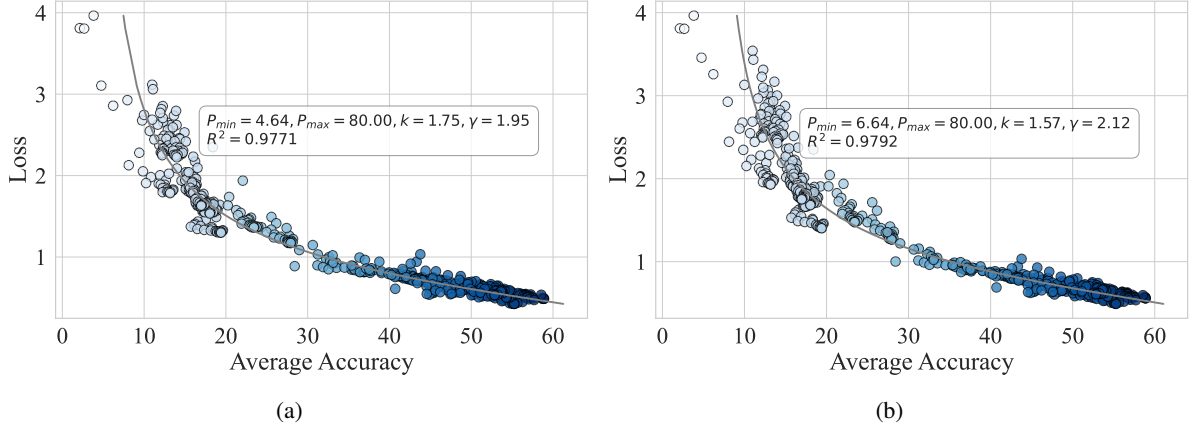 4
3
2
1
Loss
P_min = 4.64, P_max = 80.00, k = 1.75, γ = 1.95
R² = 0.9771
0 10 20 30 40 50 60
Average Accuracy
(a)
4
3
2
1
Loss
P_min = 6.64, P_max = 80.00, k = 1.57, γ = 2.12
R² = 0.9792
0 10 20 30 40 50 60
Average Accuracy
(b)